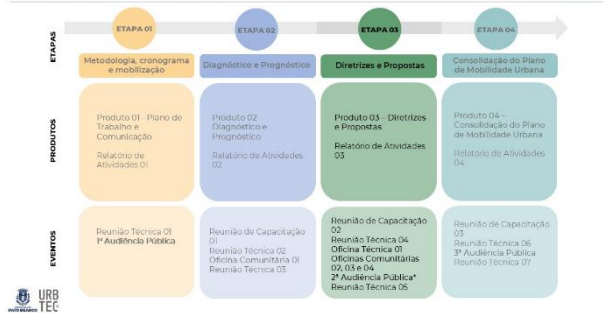 ETAPAS
ETAPA 01
ETAPA 02
ETAPA 03
ETAPA 04
Metodologia, cronograma
e mobilização
Diagnóstico e Prognóstico
Diretrizes e Propostas
Consolidação do Plano
de Mobilidade Urbana
PRODUTOS
Produto 01 - Plano de
Trabalho e
Comunicação
Relatório de
Atividades 01
Produto 02
Diagnóstico e
Prognóstico
Relatório de Atividades
02
Produto 03 – Diretrizes
e Propostas
Relatório de Atividades
03
Produto 04 –
Consolidação do Plano
de Mobilidade Urbana
Relatório de Atividades
04
EVENTOS
Reunião Técnica 01
1ª Audiência Pública
Reunião de Capacitação
01
Reunião Técnica 02
Oficina Comunitária 01
Reunião Técnica 03
Reunião de Capacitação
02
Reunião Técnica 04
Oficina Técnica 01
Oficinas Comunitárias
02, 03 e 04
2ª Audiência Pública*
Reunião Técnica 05
Reunião de Capacitação
03
Reunião Técnica 06
3ª Audiência Pública
Reunião Técnica 07
PATO BRANCO
URB
TEC